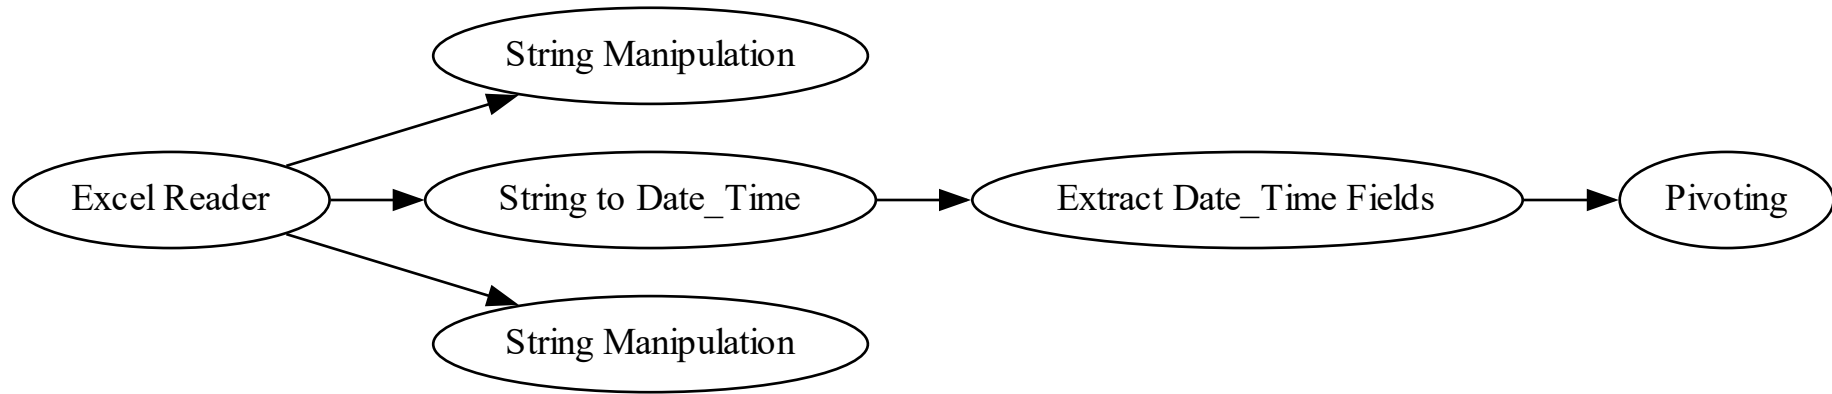 String Manipulation
Excel Reader
String to Date_Time
Extract Date_Time Fields
Pivoting
String Manipulation